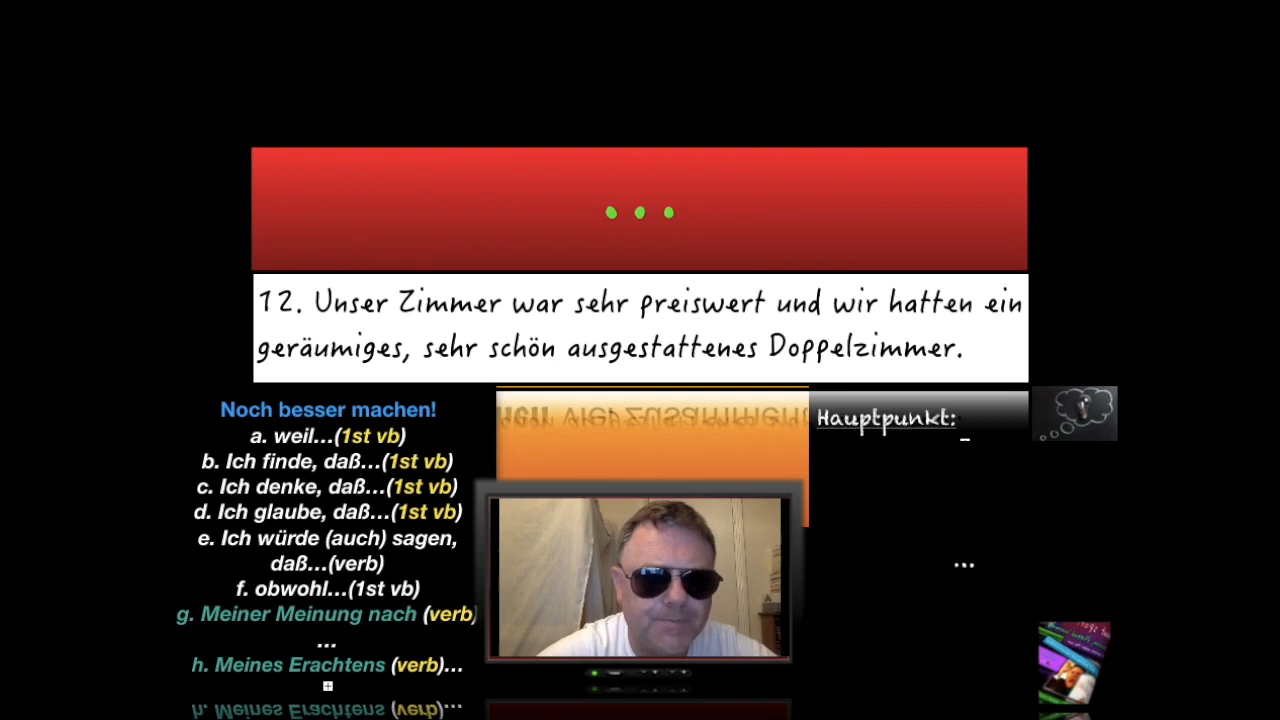 ...
12. Unser Zimmer war sehr preiswert und wir hatten ein
geräumiges, sehr schön ausgestattenes Doppelzimmer.
Noch besser machen!
a. weil...(1st vb)
b. Ich finde, daß...(1st vb)
c. Ich denke, daß...(1st vb)
d. Ich glaube, daß...(1st vb)
e. Ich würde (auch) sagen,
daß...(verb)
f. obwohl...(1st vb)
g. Meiner Meinung nach (verb)
...
h. Meines Erachtens (verb)...
viel zusammen
Hauptpunkt:
...